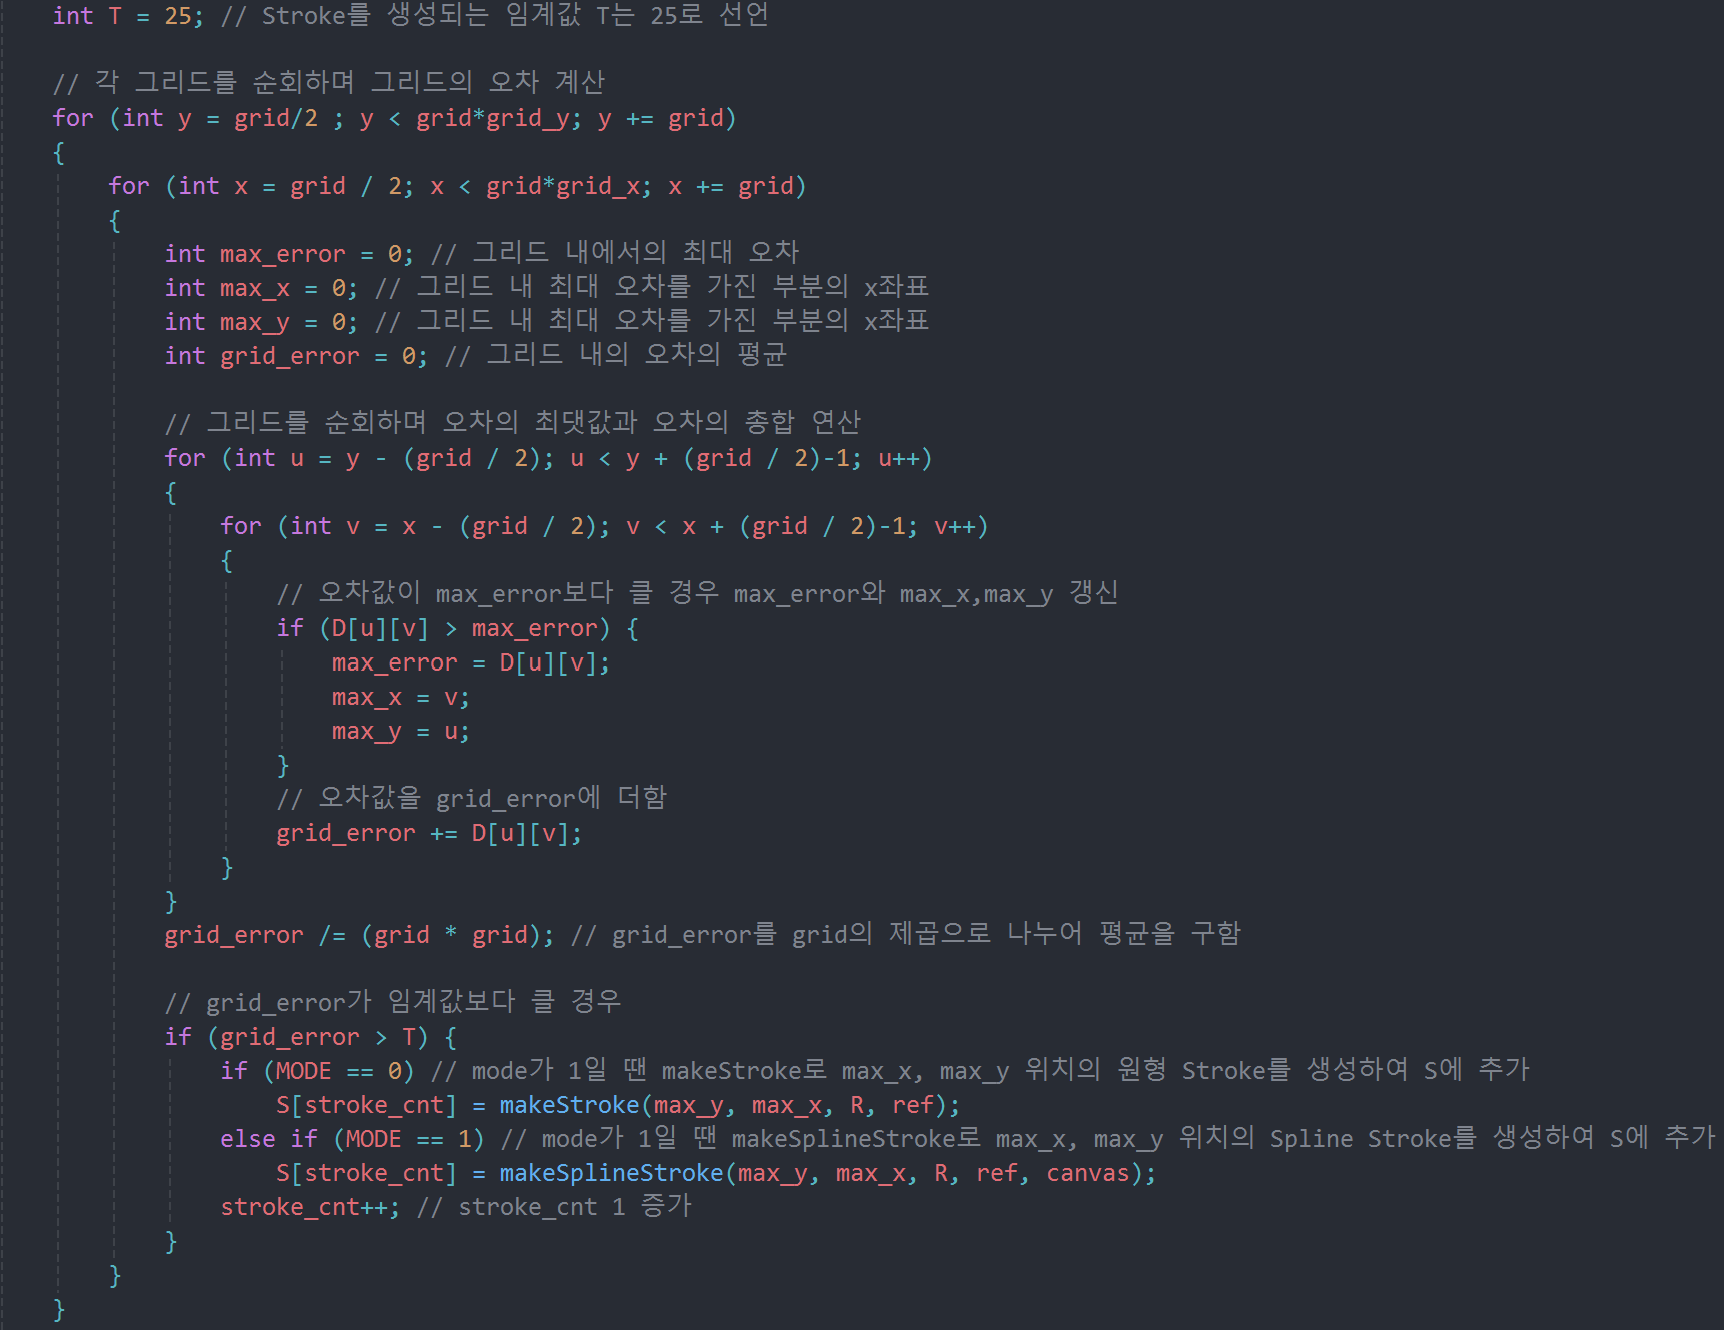 int T = 25; // Stroke를 생성되는 임계값 T는 25로 선언
// 각 그리드를 순회하며 그리드의 오차 계산
for (int y = grid/2 ; y < grid*grid_y; y += grid)
{
for (int x = grid / 2; x < grid*grid_x; x += grid)
{
int max_error = 0; // 그리드 내에서의 최대 오차
int max_x = 0; // 그리드 내 최대 오차를 가진 부분의 x좌표
int max_y = 0; // 그리드 내 최대 오차를 가진 부분의 x좌표
int grid_error = 0; // 그리드 내의 오차의 평균
// 그리드를 순회하며 오차의 최댓값과 오차의 총합 연산
for (int u = y - (grid / 2); u < y + (grid / 2)-1; u++)
{
for (int v = x - (grid / 2); v < x + (grid / 2)-1; v++)
{
// 오차값이 max_error보다 클 경우 max_error와 max_x,max_y 갱신
if (D[u][v] > max_error) {
max_error = D[u][v];
max_x = v;
max_y = u;
}
// 오차값을 grid_error에 더함
grid_error += D[u][v];
}
}
grid_error /= (grid * grid); // grid_error를 grid의 제곱으로 나누어 평균을 구함
// grid_error가 임계값보다 클 경우
if (grid_error > T) {
if (MODE == 0) // mode가 1일 땐 makeStroke로 max_x, max_y 위치의 원형 Stroke를 생성하여 S에 추가
S[stroke_cnt] = makeStroke(max_y, max_x, R, ref);
else if (MODE == 1) // mode가 1일 땐 makeSplineStroke로 max_x, max_y 위치의 Spline Stroke를 생성하여 S에 추가
S[stroke_cnt] = makeSplineStroke(max_y, max_x, R, ref, canvas);
stroke_cnt++; // stroke_cnt 1 증가
}
}
}